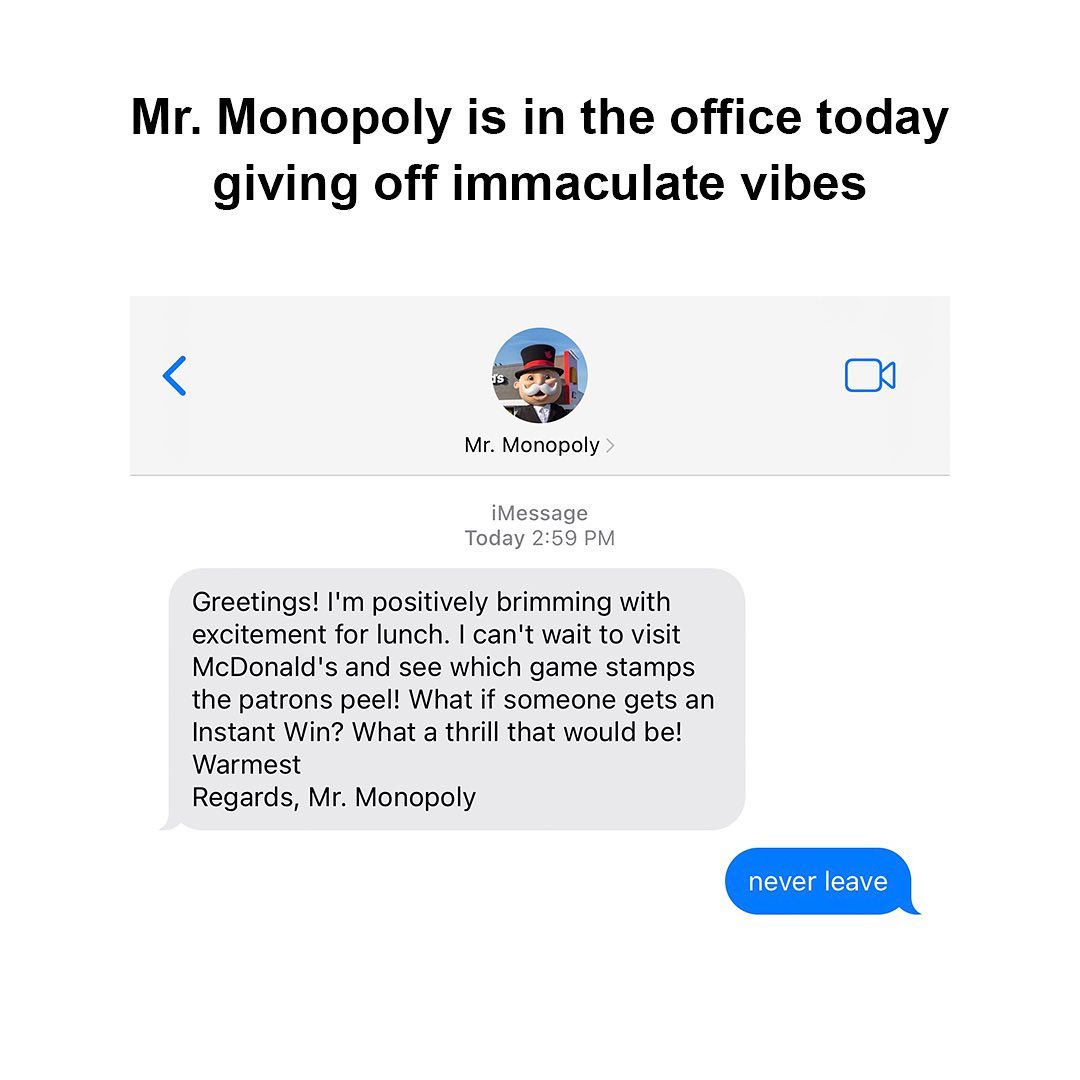 Mr. Monopoly is in the office today
giving off immaculate vibes
Mr. Monopoly
iMessage
Today 2:59 PM
Greetings! I'm positively brimming with
excitement for lunch. I can't wait to visit
McDonald's and see which game stamps
the patrons peel! What if someone gets an
Instant Win? What a thrill that would be!
Warmest
Regards, Mr. Monopoly
never leave